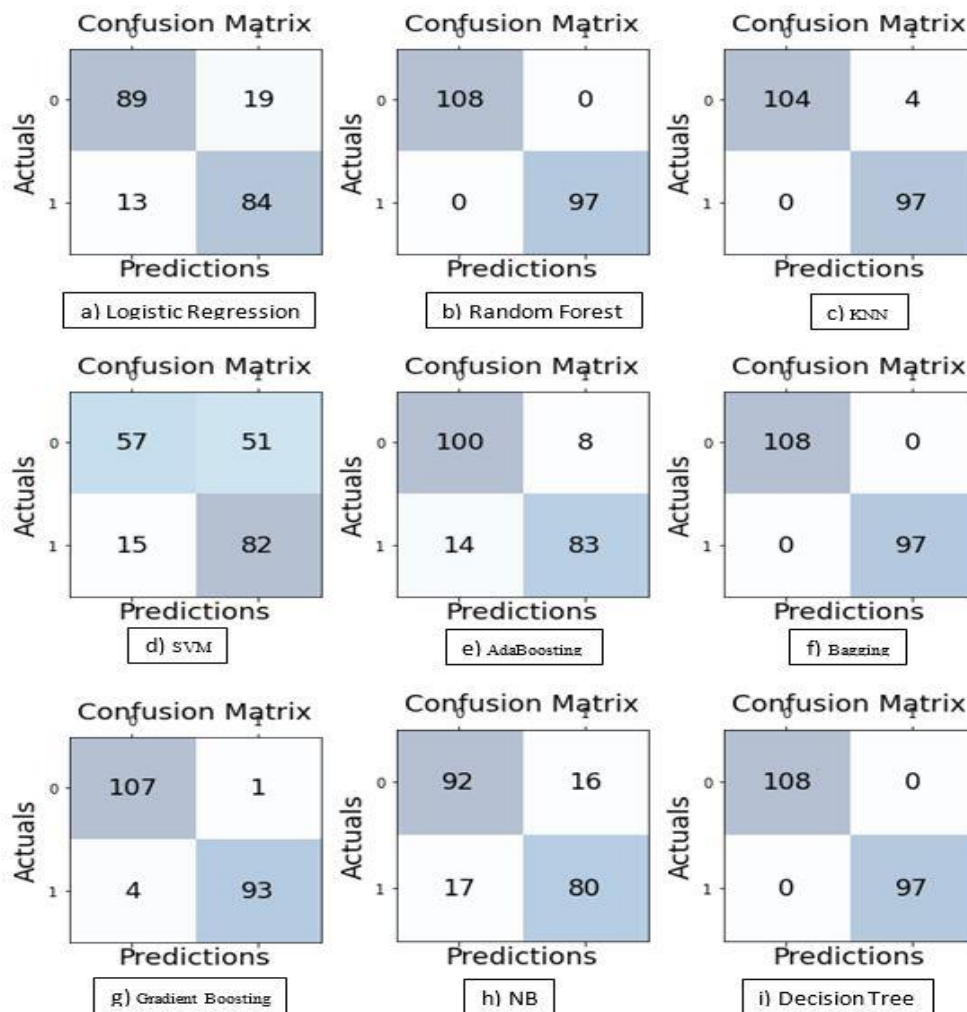 Confusion Matrix
0 1
0 89 19
Actuals
1 13 84
Predictions
a) Logistic Regression
Confusion Matrix
0 1
0 108 0
Actuals
1 0 97
Predictions
b) Random Forest
Confusion Matrix
0 1
0 104 4
Actuals
1 0 97
Predictions
c) KNN
Confusion Matrix
0 1
0 57 51
Actuals
1 15 82
Predictions
d) SVM
Confusion Matrix
0 1
0 100 8
Actuals
1 14 83
Predictions
e) AdaBoosting
Confusion Matrix
0 1
0 108 0
Actuals
1 0 97
Predictions
f) Bagging
Confusion Matrix
0 1
0 107 1
Actuals
1 4 93
Predictions
g) Gradient Boosting
Confusion Matrix
0 1
0 92 16
Actuals
1 17 80
Predictions
h) NB
Confusion Matrix
0 1
0 108 0
Actuals
1 0 97
Predictions
i) Decision Tree